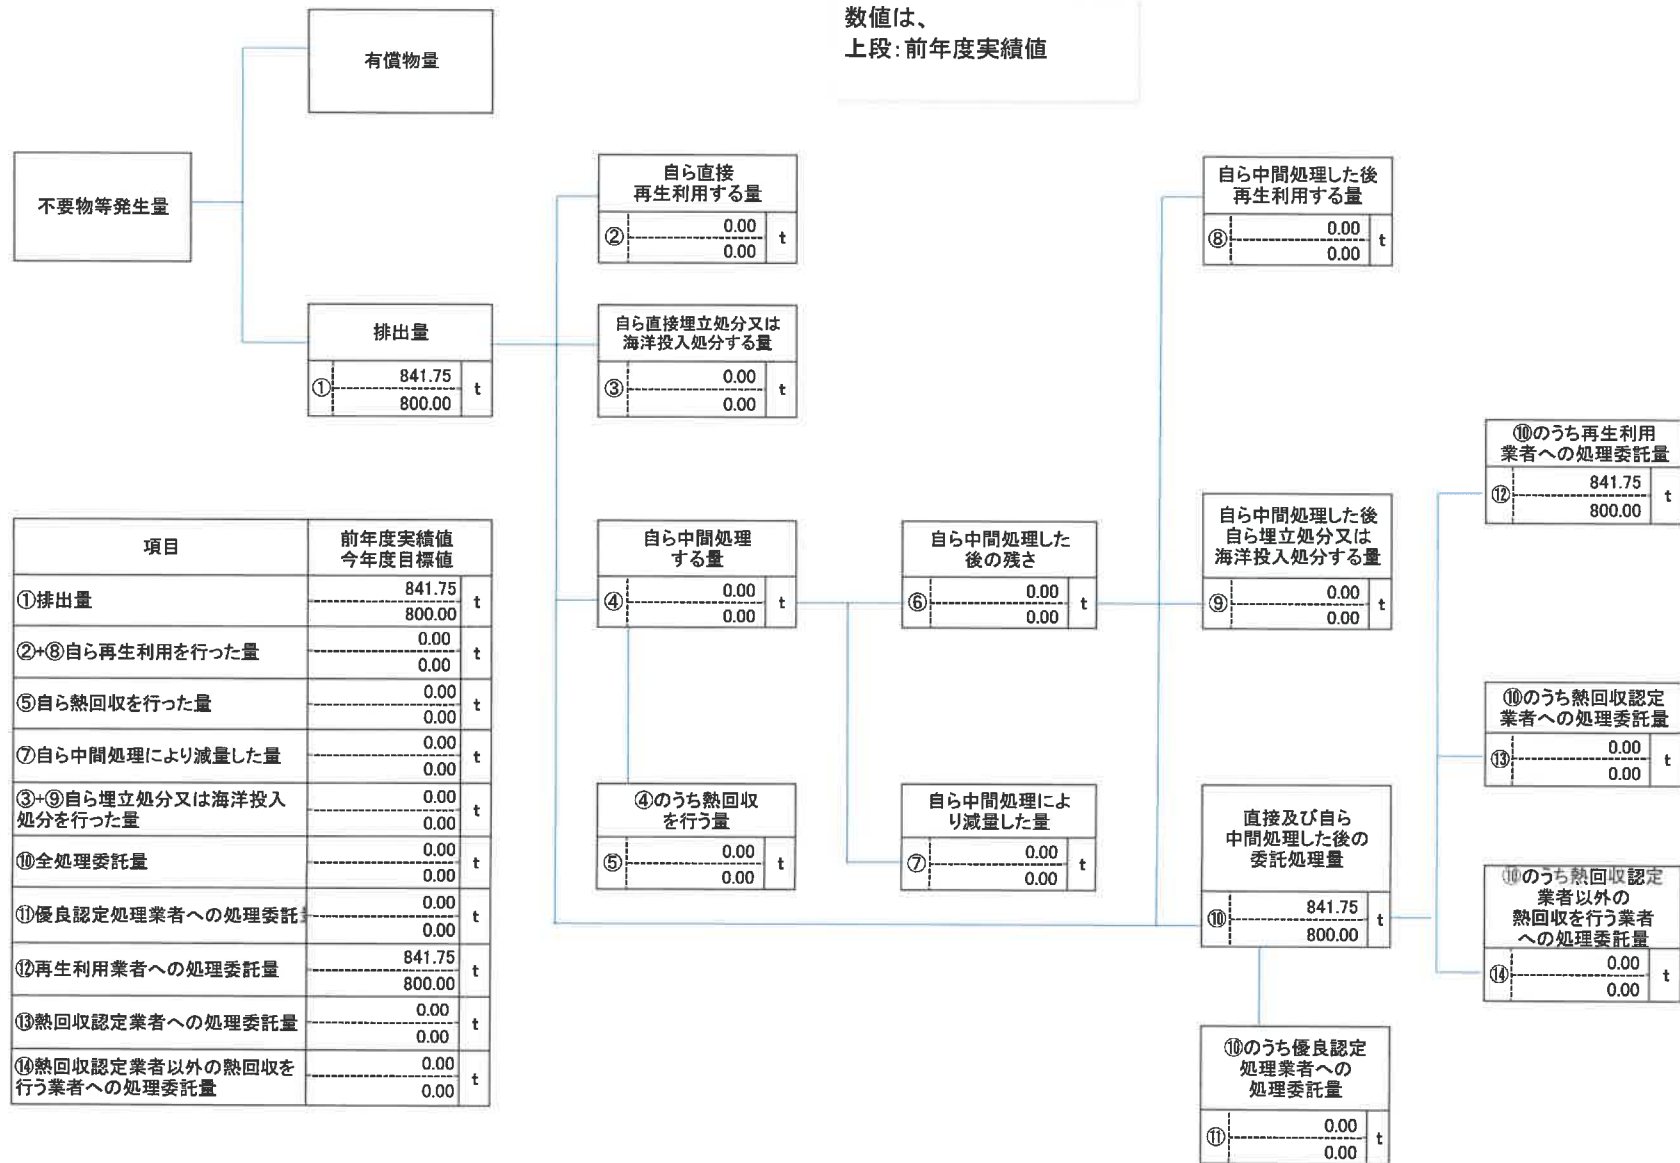 数値は、
上段：前年度実績値
有償物量
不要物等発生量
排出量
① 841.75 t
800.00
自ら直接
再生利用する量
② 0.00 t
0.00
自ら直接埋立処分又は
海洋投入処分する量
③ 0.00 t
0.00
自ら中間処理
する量
④ 0.00 t
0.00
④のうち熱回収
を行う量
⑤ 0.00 t
0.00
自ら中間処理した
後の残さ
⑥ 0.00 t
0.00
自ら中間処理によ
り減量した量
⑦ 0.00 t
0.00
自ら中間処理した後
再生利用する量
⑧ 0.00 t
0.00
自ら中間処理した後
自ら埋立処分又は
海洋投入処分する量
⑨ 0.00 t
0.00
直接及び自ら
中間処理した後の
委託処理量
⑩ 841.75 t
800.00
⑩のうち優良認定
処理業者への
処理委託量
⑪ 0.00 t
0.00
⑩のうち再生利用
業者への処理委託量
⑫ 841.75 t
800.00
⑩のうち熱回収認定
業者への処理委託量
⑬ 0.00 t
0.00
⑩のうち熱回収認定
業者以外の
熱回収を行う業者
への処理委託量
⑭ 0.00 t
0.00
項目 前年度実績値
今年度目標値
①排出量 841.75 t
800.00
②+⑧自ら再生利用を行った量 0.00 t
0.00
⑤自ら熱回収を行った量 0.00 t
0.00
⑦自ら中間処理により減量した量 0.00 t
0.00
③+⑨自ら埋立処分又は海洋投入
処分を行った量 0.00 t
0.00
⑩全処理委託量 0.00 t
0.00
⑪優良認定処理業者への処理委託 0.00 t
0.00
⑫再生利用業者への処理委託量 841.75 t
800.00
⑬熱回収認定業者への処理委託量 0.00 t
0.00
⑭熱回収認定業者以外の熱回収を
行う業者への処理委託量 0.00 t
0.00